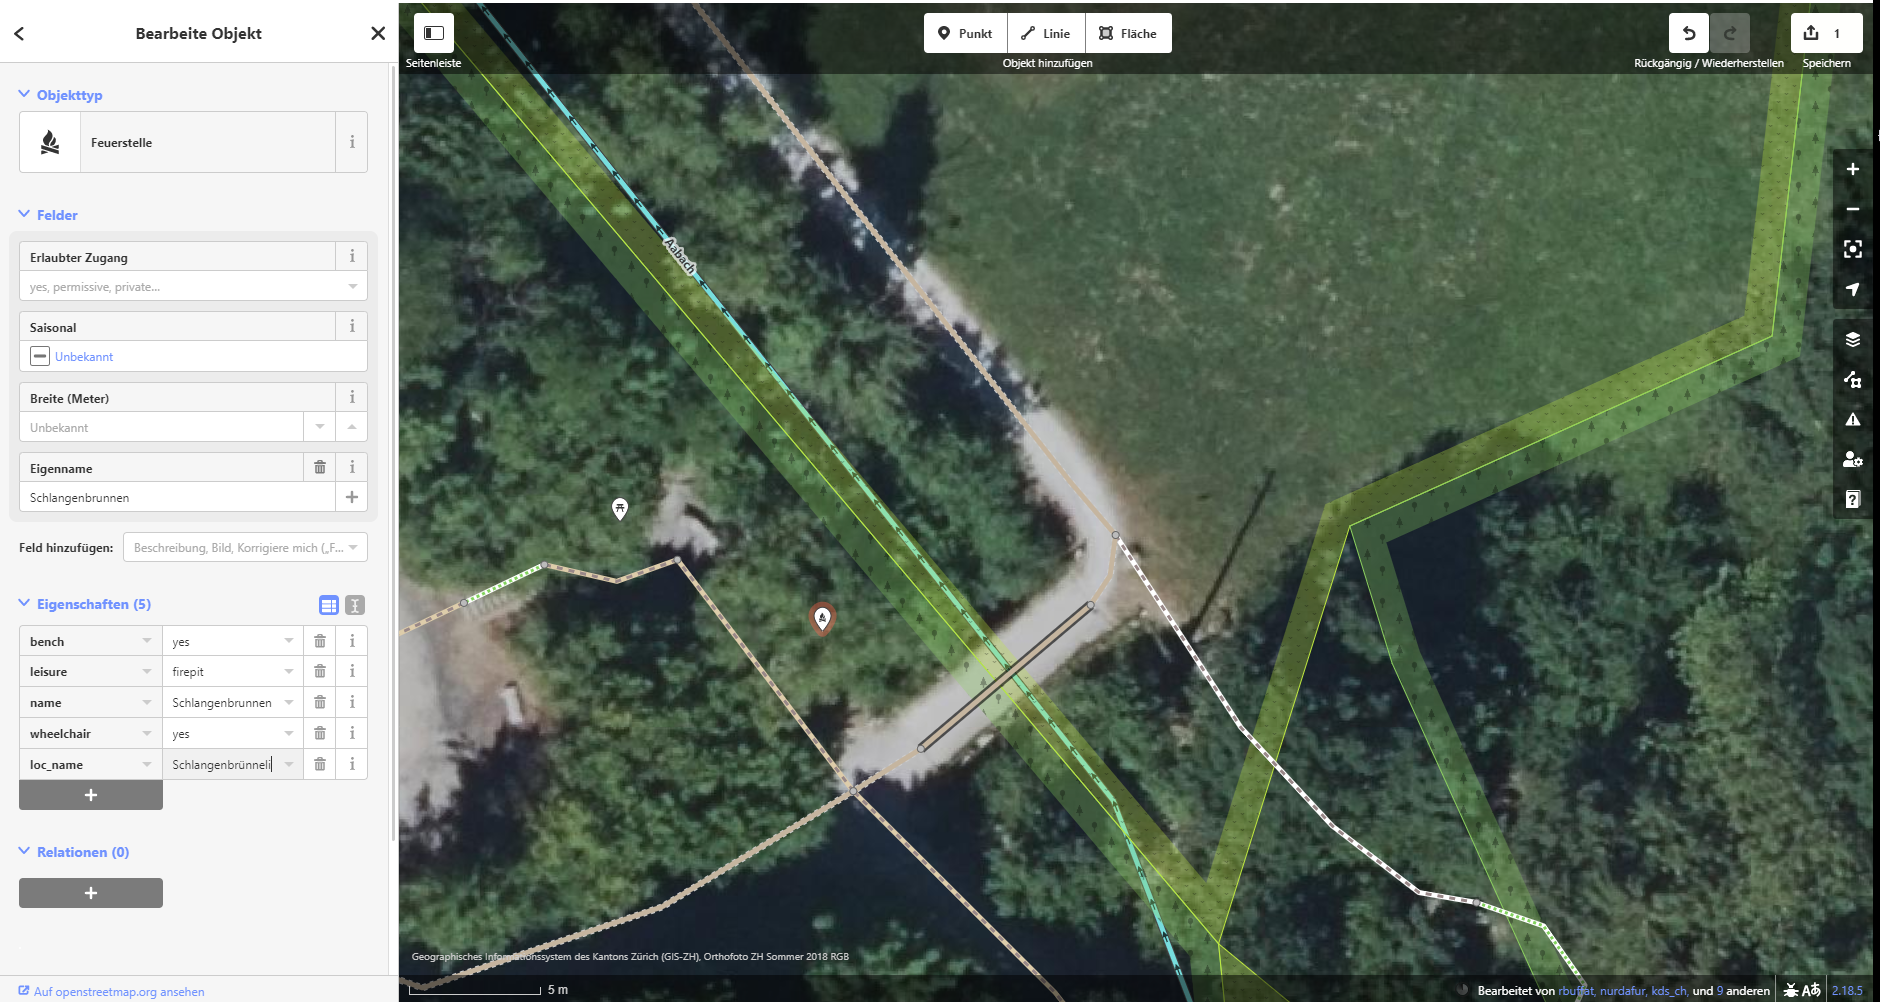 Bearbeite Objekt
Objekttyp
Feuerstelle
i
Felder
Erlaubter Zugang
i
yes, permissive, private...
Saisonal
i
Unbekannt
Breite (Meter)
i
Unbekannt
Eigenname
i
Schlangenbrunnen
Feld hinzufügen:
Beschreibung, Bild, Korrigiere mich („F...
Eigenschaften (5)
bench yes i
leisure firepit i
name Schlangenbrunnen i
wheelchair yes i
loc_name Schlangenbrünneli i
+
Relationen (0)
+
Auf openstreetmap.org ansehen
Seitenleiste
Punkt Linie Fläche
Objekt hinzufügen
Rückgängig / Wiederherstellen
1
Speichern
Aabach
Geographisches Informationssystem des Kantons Zürich (GIS-ZH), Orthofoto ZH Sommer 2018 RGB
5 m
Bearbeitet von rbuffat, nurdafur, kds_ch, und 9 anderen
2.18.5